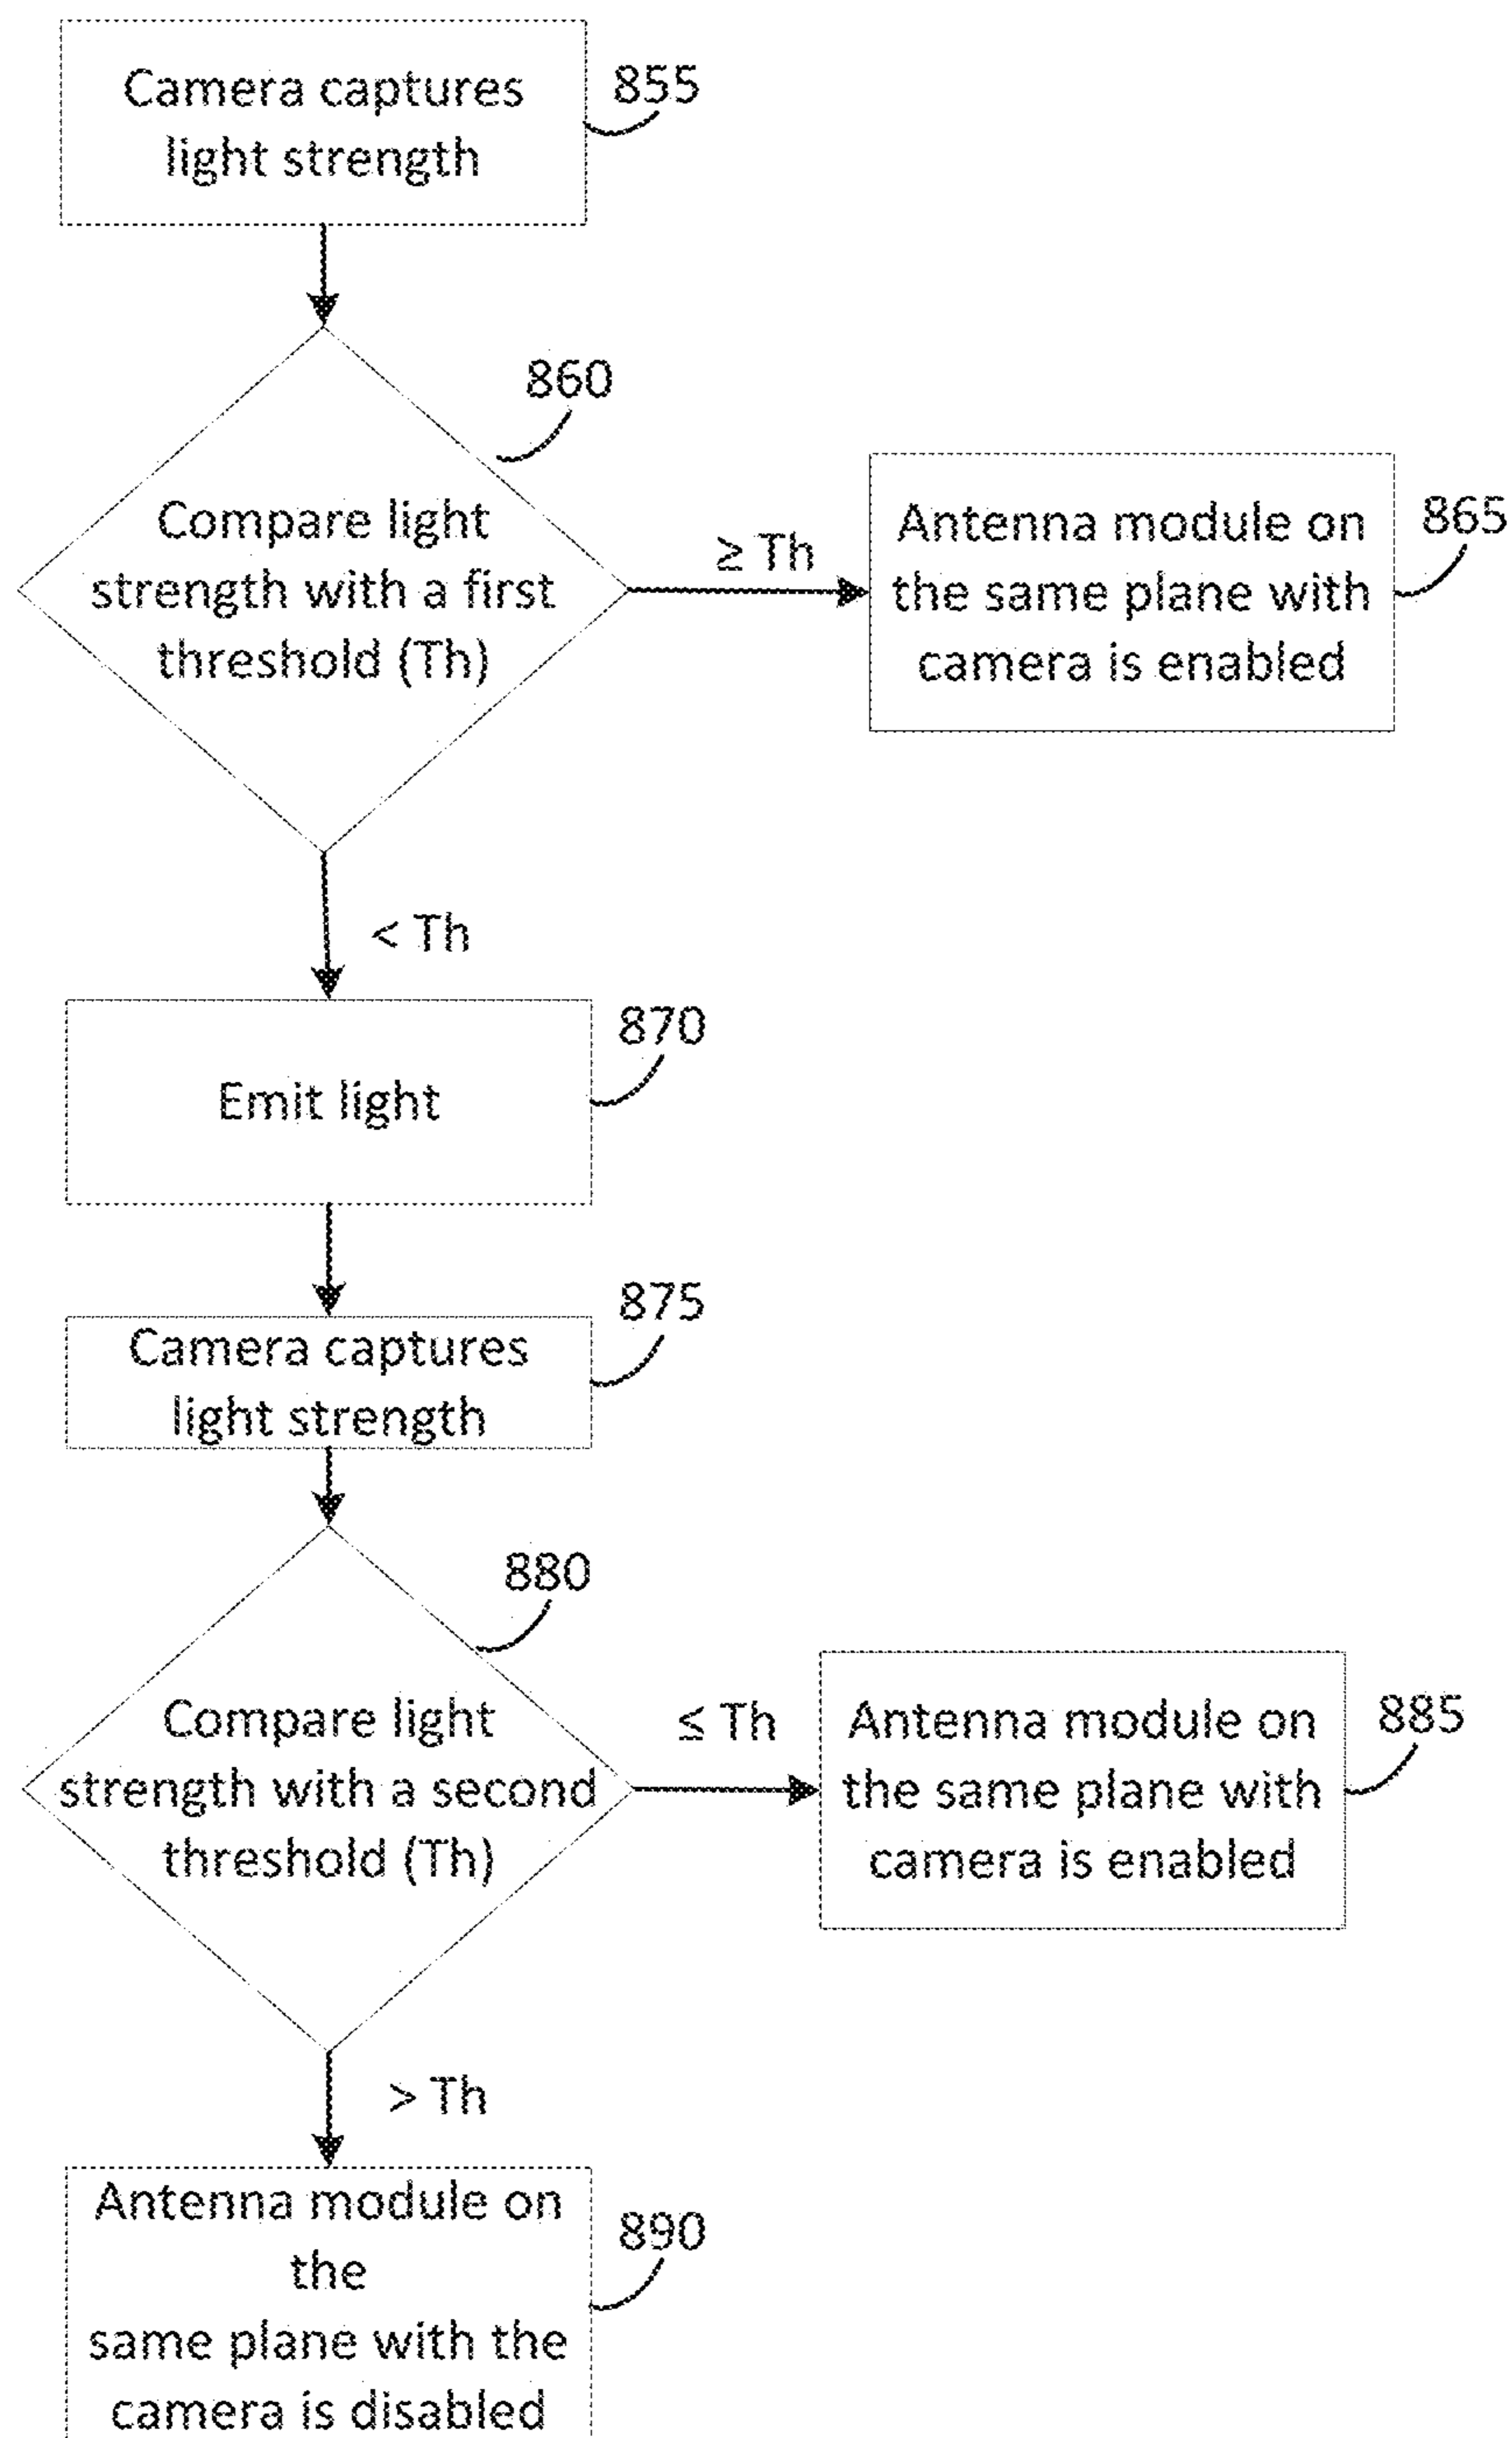 Camera captures
light strength
855
860
Compare light
strength with a first
threshold (Th)
≥ Th
Antenna module on
the same plane with
camera is enabled
865
< Th
870
Emit light
875
Camera captures
light strength
880
Compare light
strength with a second
threshold (Th)
≤ Th
Antenna module on
the same plane with
camera is enabled
885
> Th
Antenna module on
the
same plane with the
camera is disabled
890